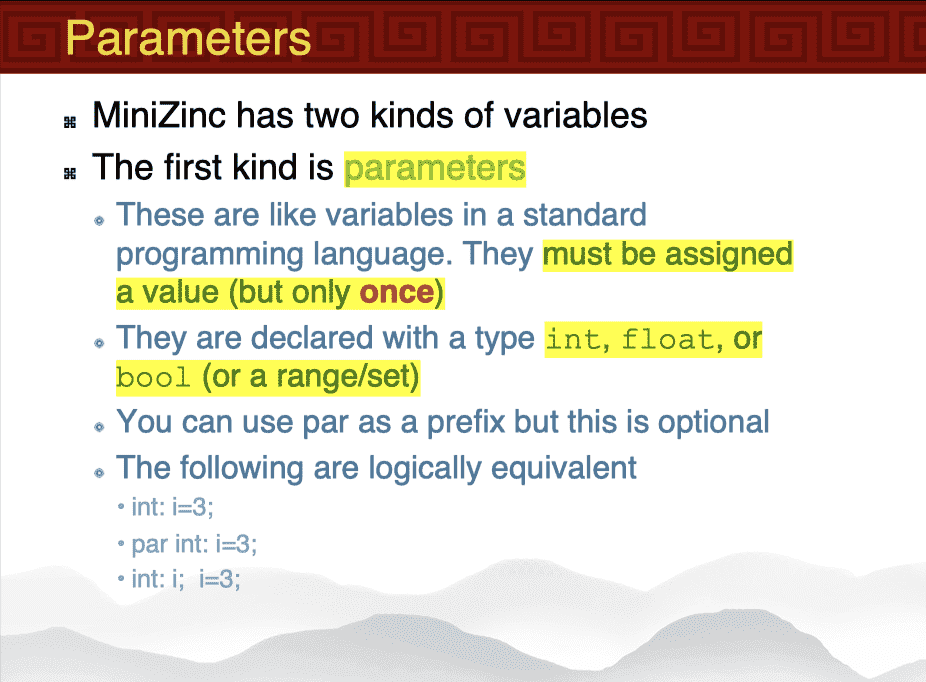 Parameters
MiniZinc has two kinds of variables
The first kind is parameters
These are like variables in a standard
programming language. They must be assigned
a value (but only once)
They are declared with a type int, float, or
bool (or a range/set)
You can use par as a prefix but this is optional
The following are logically equivalent
• int: i=3;
• par int: i=3;
• int: i;  i=3;